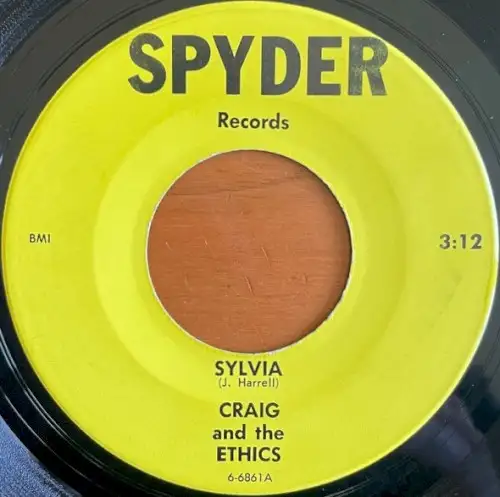 SPYDER
Records
BMI
3:12
SYLVIA
(J. Harrell)
CRAIG
and the
ETHICS
6-6861A